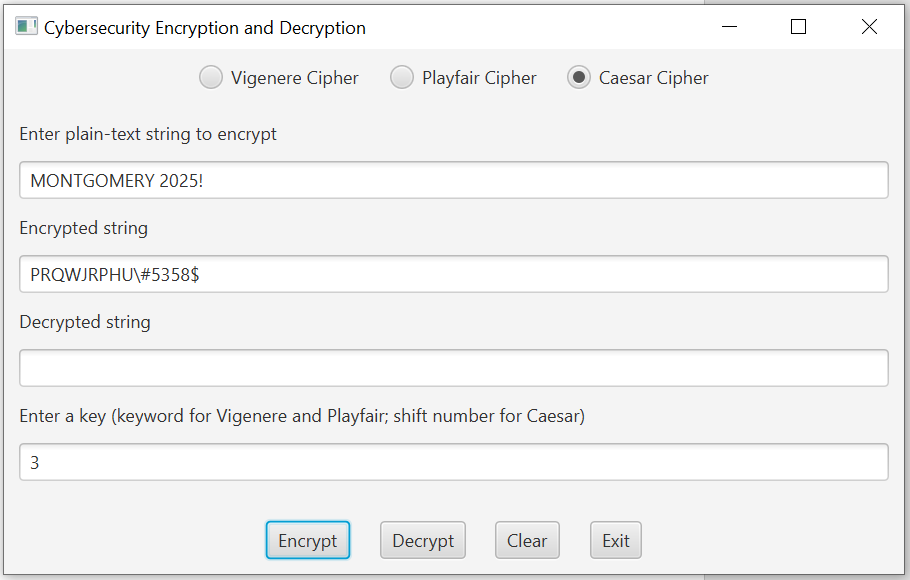 Cybersecurity Encryption and Decryption
Vigenere Cipher Playfair Cipher Caesar Cipher
Enter plain-text string to encrypt
MONTGOMERY 2025!
Encrypted string
PRQWJRPHU\#5358$
Decrypted string
Enter a key (keyword for Vigenere and Playfair; shift number for Caesar)
3
Encrypt Decrypt Clear Exit